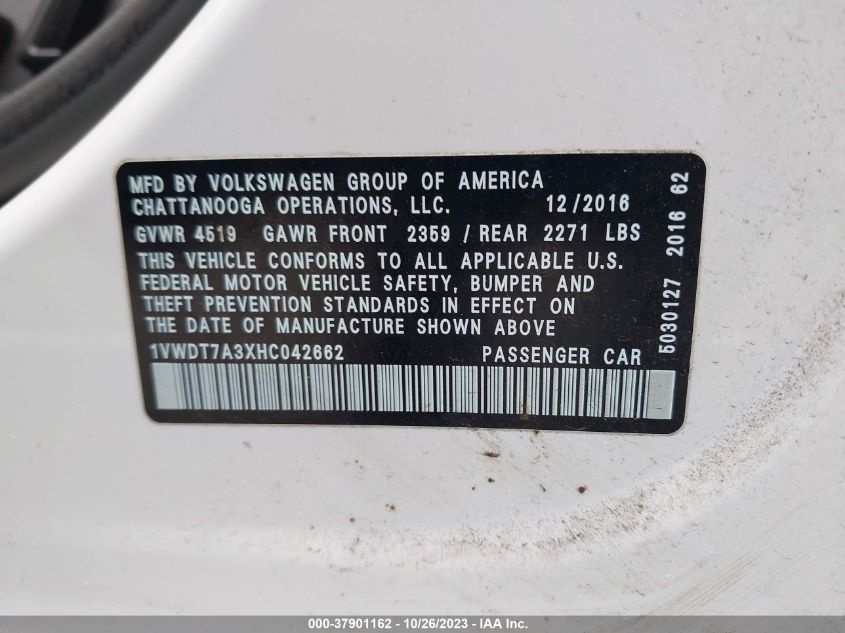 MFD BY VOLKSWAGEN GROUP OF AMERICA
CHATTANOOGA OPERATIONS, LLC. 12/2016
GVWR 4519 GAWR FRONT 2359 / REAR 2271 LBS
THIS VEHICLE CONFORMS TO ALL APPLICABLE U.S.
FEDERAL MOTOR VEHICLE SAFETY, BUMPER AND
THEFT PREVENTION STANDARDS IN EFFECT ON
THE DATE OF MANUFACTURE SHOWN ABOVE
1VWDT7A3XHC042662 PASSENGER CAR
5030127 2016 62
000-37901162 - 10/26/2023 - IAA Inc.